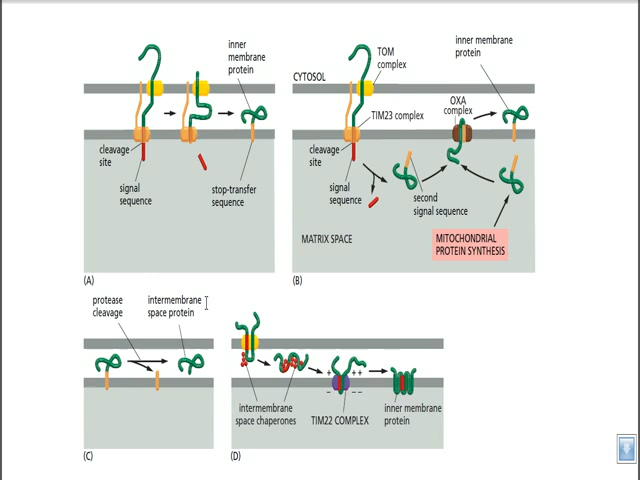 inner
membrane
protein
cleavage
site
signal
sequence
stop-transfer
sequence
(A)
CYTOSOL
TOM
complex
inner membrane
protein
OXA
complex
TIM23 complex
cleavage
site
signal
sequence
second
signal sequence
MATRIX SPACE
MITOCHONDRIAL
PROTEIN SYNTHESIS
(B)
protease
cleavage
intermembrane
space protein
(C)
+ ++
– – –
intermembrane
space chaperones
TIM22 COMPLEX
inner membrane
protein
(D)